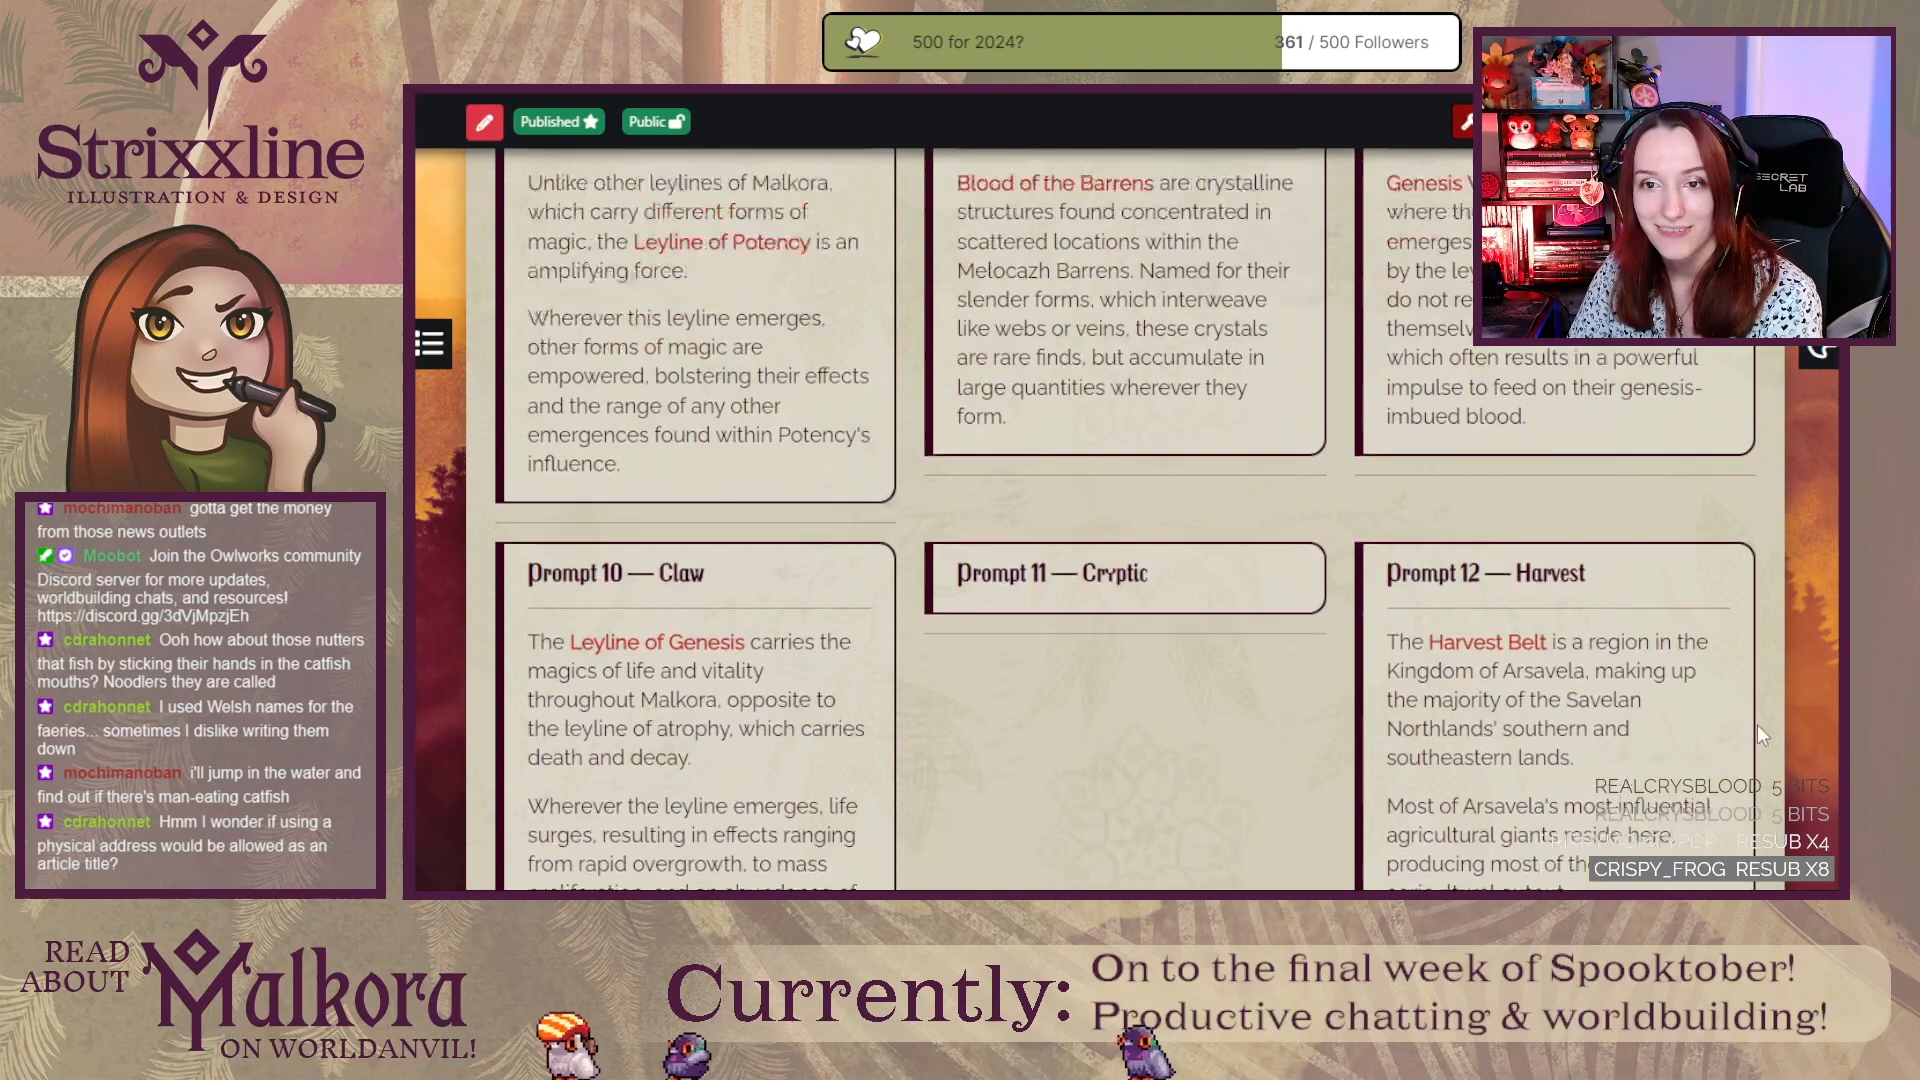 Strixxline
ILLUSTRATION & DESIGN
500 for 2024?
361 / 500 Followers
Published
Public
SECRET
LAB
Unlike other leylines of Malkora,
which carry different forms of
magic, the Leyline of Potency is an
amplifying force.
Wherever this leyline emerges,
other forms of magic are
empowered, bolstering their effects
and the range of any other
emergences found within Potency's
influence.
Blood of the Barrens are crystalline
structures found concentrated in
scattered locations within the
Melocazh Barrens. Named for their
slender forms, which interweave
like webs or veins, these crystals
are rare finds, but accumulate in
large quantities wherever they
form.
Genesis
where
emerges
by the
do not
which often results in a powerful
impulse to feed on their genesis-
imbued blood.
Prompt 10 — Claw
The Leyline of Genesis carries the
magics of life and vitality
throughout Malkora, opposite to
the leyline of atrophy, which carries
death and decay.
Wherever the leyline emerges, life
surges, resulting in effects ranging
from rapid overgrowth, to mass
Prompt 11 — Cryptic
Prompt 12 — Harvest
The Harvest Belt is a region in the
Kingdom of Arsavela, making up
the majority of the Savelan
Northlands' southern and
southeastern lands.
Most of Arsavela's most influential
agricultural giants reside here,
producing most of
REALCRYSBLOOD 5 BITS
REALCRYSBLOOD 5 BITS
RESUB X4
CRISPY_FROG RESUB X8
mochimanoban gotta get the money
from those news outlets
Moobot Join the Owlworks community
Discord server for more updates,
worldbuilding chats, and resources!
https://discord.gg/3dVjMpzjEh
cdrahonnet Ooh how about those nutters
that fish by sticking their hands in the catfish
mouths? Noodlers they are called
cdrahonnet I used Welsh names for the
faeries... sometimes I dislike writing them
down
mochimanoban i'll jump in the water and
find out if there's man-eating catfish
cdrahonnet Hmm I wonder if using a
physical address would be allowed as an
article title?
READ
ABOUT
Malkora
ON WORLDANVIL!
Currently:
On to the final week of Spooktober!
Productive chatting & worldbuilding!